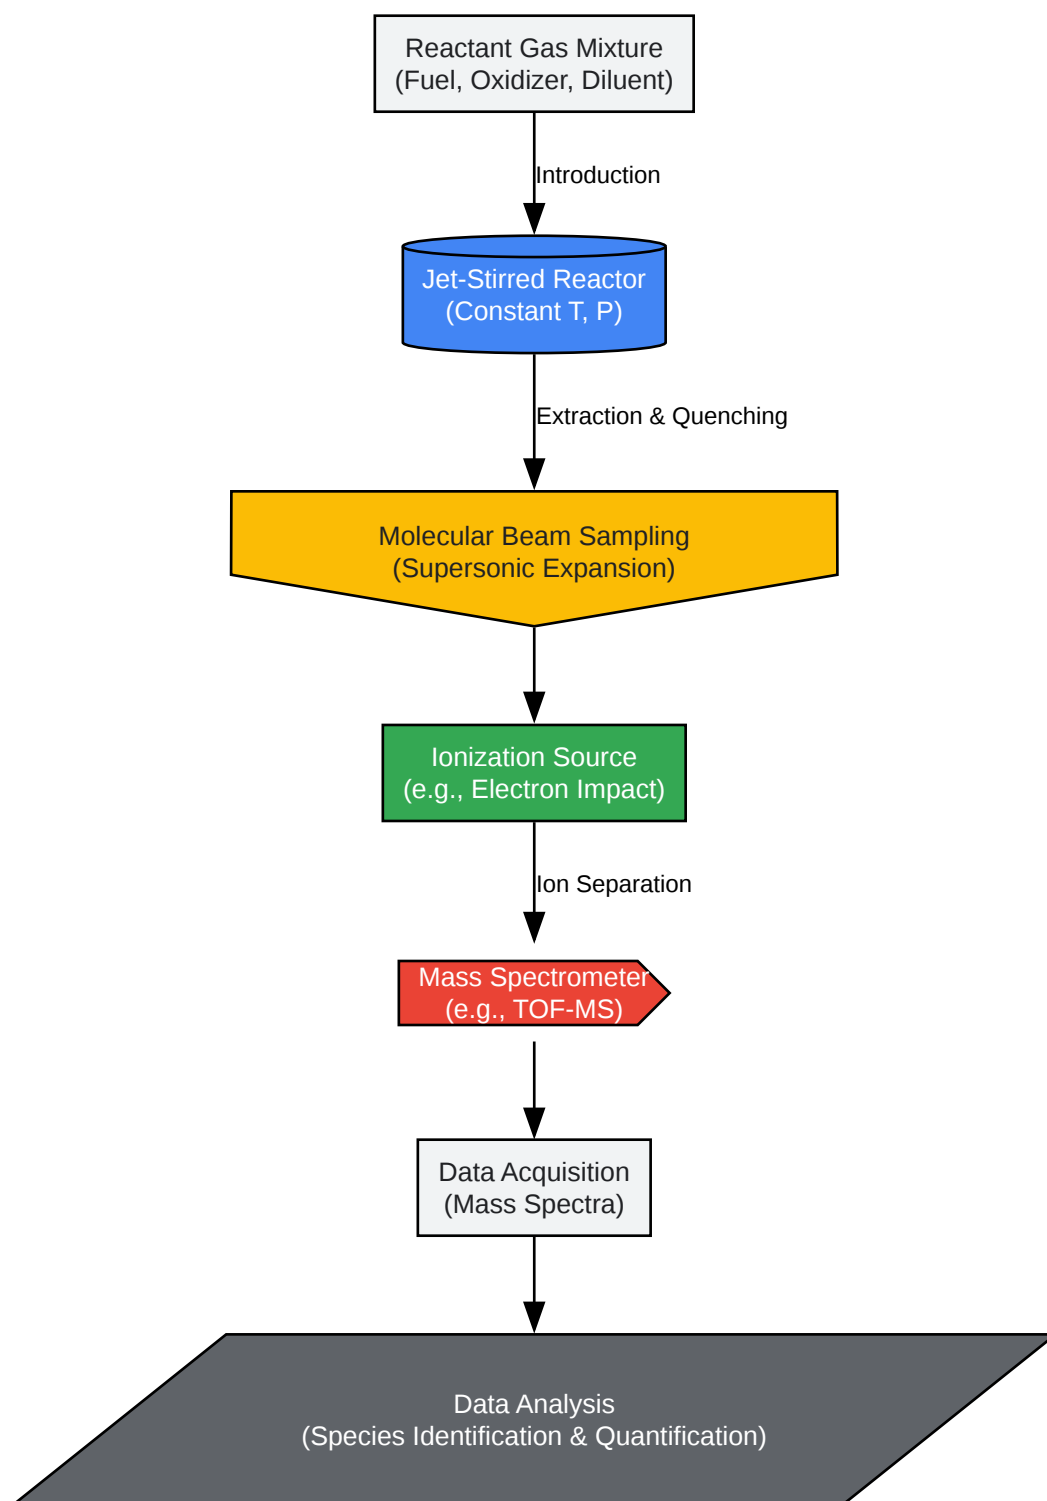 Reactant Gas Mixture
(Fuel, Oxidizer, Diluent)
Introduction
Jet-Stirred Reactor
(Constant T, P)
Extraction & Quenching
Molecular Beam Sampling
(Supersonic Expansion)
Ionization Source
(e.g., Electron Impact)
Ion Separation
Mass Spectrometer
(e.g., TOF-MS)
Data Acquisition
(Mass Spectra)
Data Analysis
(Species Identification & Quantification)